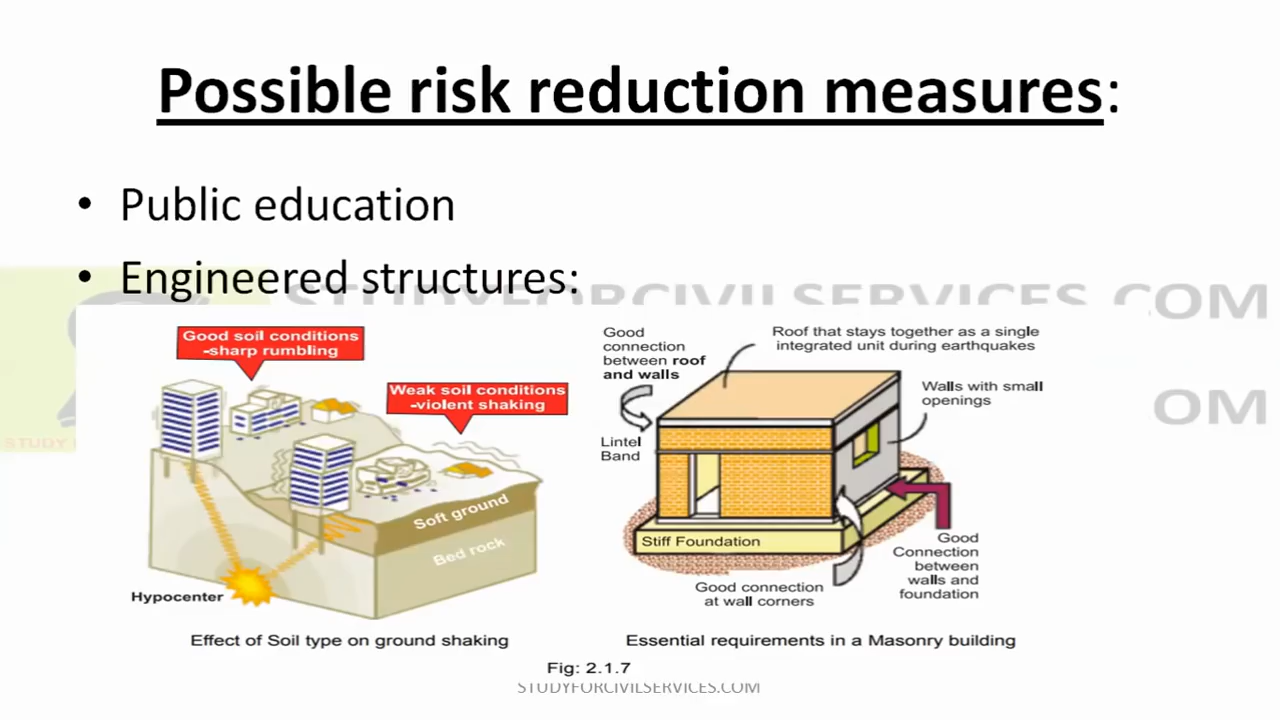 Possible risk reduction measures:
• Public education
• Engineered structures:
STUDYFORCIVILSERVICES.COM
OM
STUDY
Good soil conditions
-sharp rumbling
Weak soil conditions
-violent shaking
Soft ground
Bed rock
Hypocenter
Effect of Soil type on ground shaking
Good
connection
between roof
and walls
Roof that stays together as a single
integrated unit during earthquakes
Walls with small
openings
Lintel
Band
Stiff Foundation
Good connection
at wall corners
Good
Connection
between
walls and
foundation
Essential requirements in a Masonry building
Fig: 2.1.7
STUDYFORCIVILSERVICES.COM